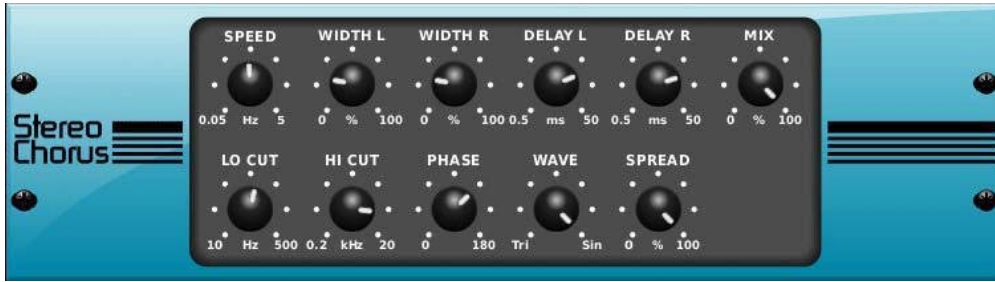 SPEED WIDTH L WIDTH R DELAY L DELAY R MIX
0.05 Hz 5 0 % 100 0 % 100 0.5 ms 50 0.5 ms 50 0 % 100
Stereo
Chorus
LO CUT HI CUT PHASE WAVE SPREAD
10 Hz 500 0.2 kHz 20 0 180 Tri Sin 0 % 100